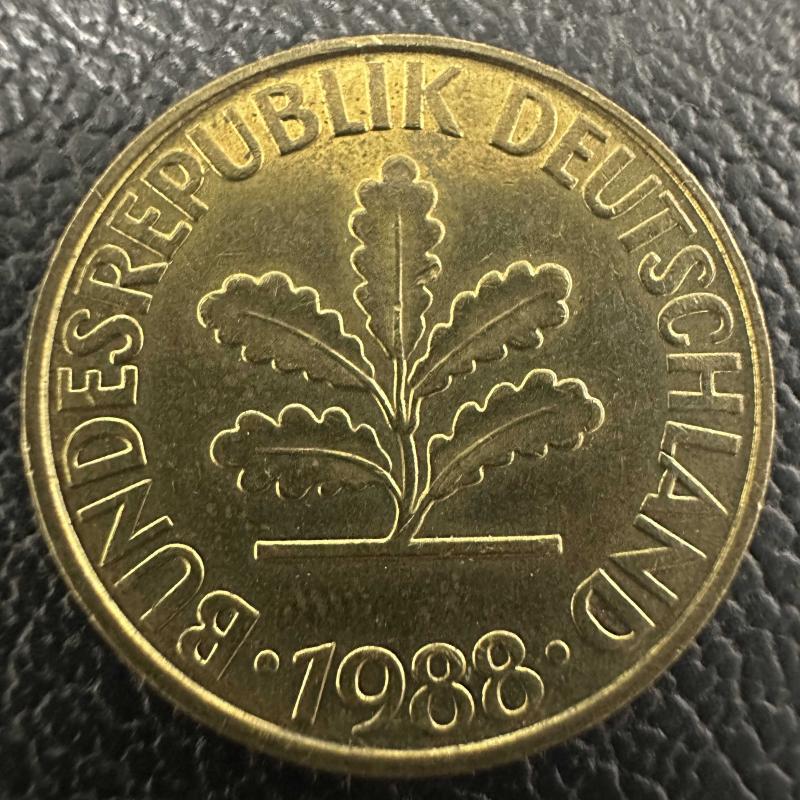 BUNDESREPUBLIK DEUTSCHLAND
· 1988 ·